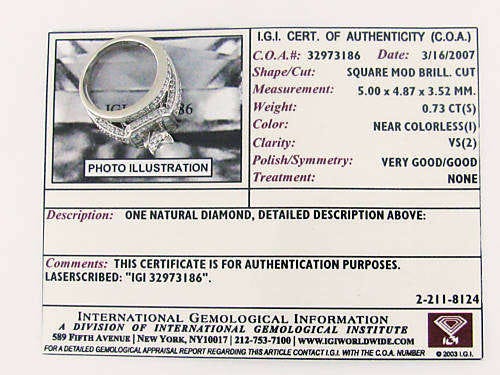 I.G.I. CERT. OF AUTHENTICITY (C.O.A.)
C.O.A.#: 32973186 Date: 3/16/2007
Shape/Cut: SQUARE MOD BRILL. CUT
Measurement: 5.00 x 4.87 x 3.52 MM.
Weight: 0.73 CT(S)
Color: NEAR COLORLESS(I)
Clarity: VS(2)
Polish/Symmetry: VERY GOOD/GOOD
Treatment: NONE
IGI 86
PHOTO ILLUSTRATION
Description: ONE NATURAL DIAMOND, DETAILED DESCRIPTION ABOVE:
Comments: THIS CERTIFICATE IS FOR AUTHENTICATION PURPOSES.
LASERSCRIBED: "IGI 32973186".
2-211-8124
INTERNATIONAL GEMOLOGICAL INFORMATION
A DIVISION OF INTERNATIONAL GEMOLOGICAL INSTITUTE
589 FIFTH AVENUE | NEW YORK, NY10017 | 212-753-7100 | WWW.IGIWORLDWIDE.COM
FOR A DETAILED GEMOLOGICAL APPRAISAL REPORT REGARDING THIS ARTICLE CONTACT I.G.I. WITH THE C.O.A. NUMBER
IGI
© 2003 I.G.I.